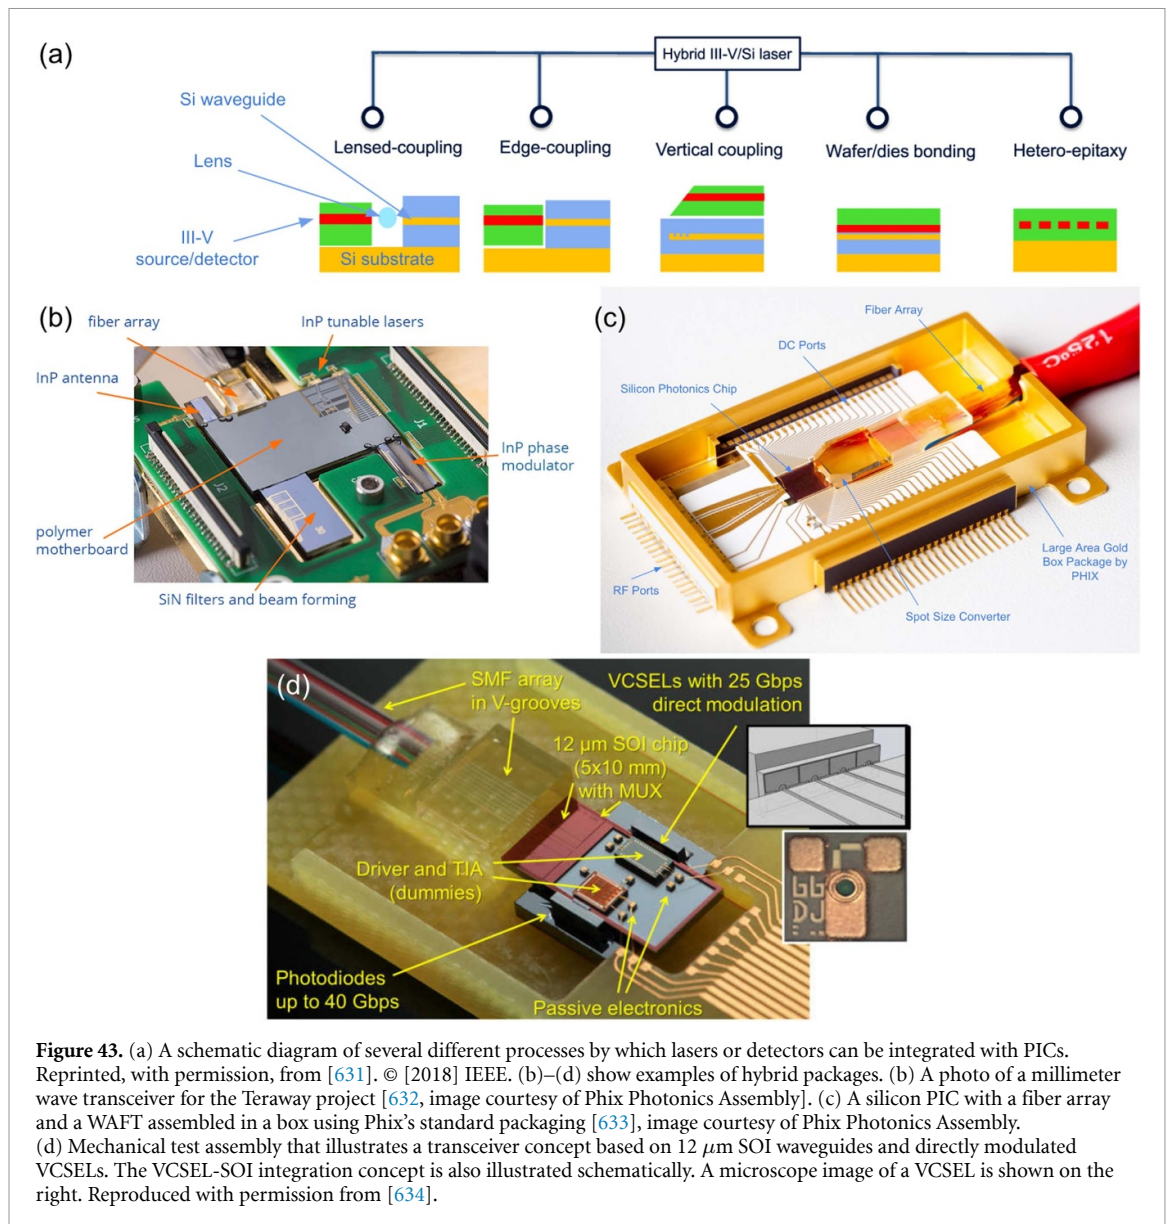 (a)
Hybrid III-V/Si laser
Si waveguide
Lensed-coupling
Edge-coupling
Vertical coupling
Wafer/dies bonding
Hetero-epitaxy
Lens
III-V
source/detector
Si substrate
(b)
fiber array
InP tunable lasers
InP antenna
J1
J2
InP phase
modulator
polymer
motherboard
SiN filters and beam forming
(c)
Fiber Array
125°C
DC Ports
Silicon Photonics Chip
RF Ports
Large Area Gold
Box Package by
PHIX
Spot Size Converter
(d)
SMF array
in V-grooves
VCSELs with 25 Gbps
direct modulation
12 µm SOI chip
(5x10 mm)
with MUX
Driver and TIA
(dummies)
Photodiodes
up to 40 Gbps
Passive electronics
DJ
Figure 43. (a) A schematic diagram of several different processes by which lasers or detectors can be integrated with PICs.
Reprinted, with permission, from [631]. © [2018] IEEE. (b)–(d) show examples of hybrid packages. (b) A photo of a millimeter
wave transceiver for the Teraway project [632, image courtesy of Phix Photonics Assembly]. (c) A silicon PIC with a fiber array
and a WAFT assembled in a box using Phix's standard packaging [633], image courtesy of Phix Photonics Assembly.
(d) Mechanical test assembly that illustrates a transceiver concept based on 12 µm SOI waveguides and directly modulated
VCSELs. The VCSEL-SOI integration concept is also illustrated schematically. A microscope image of a VCSEL is shown on the
right. Reproduced with permission from [634].